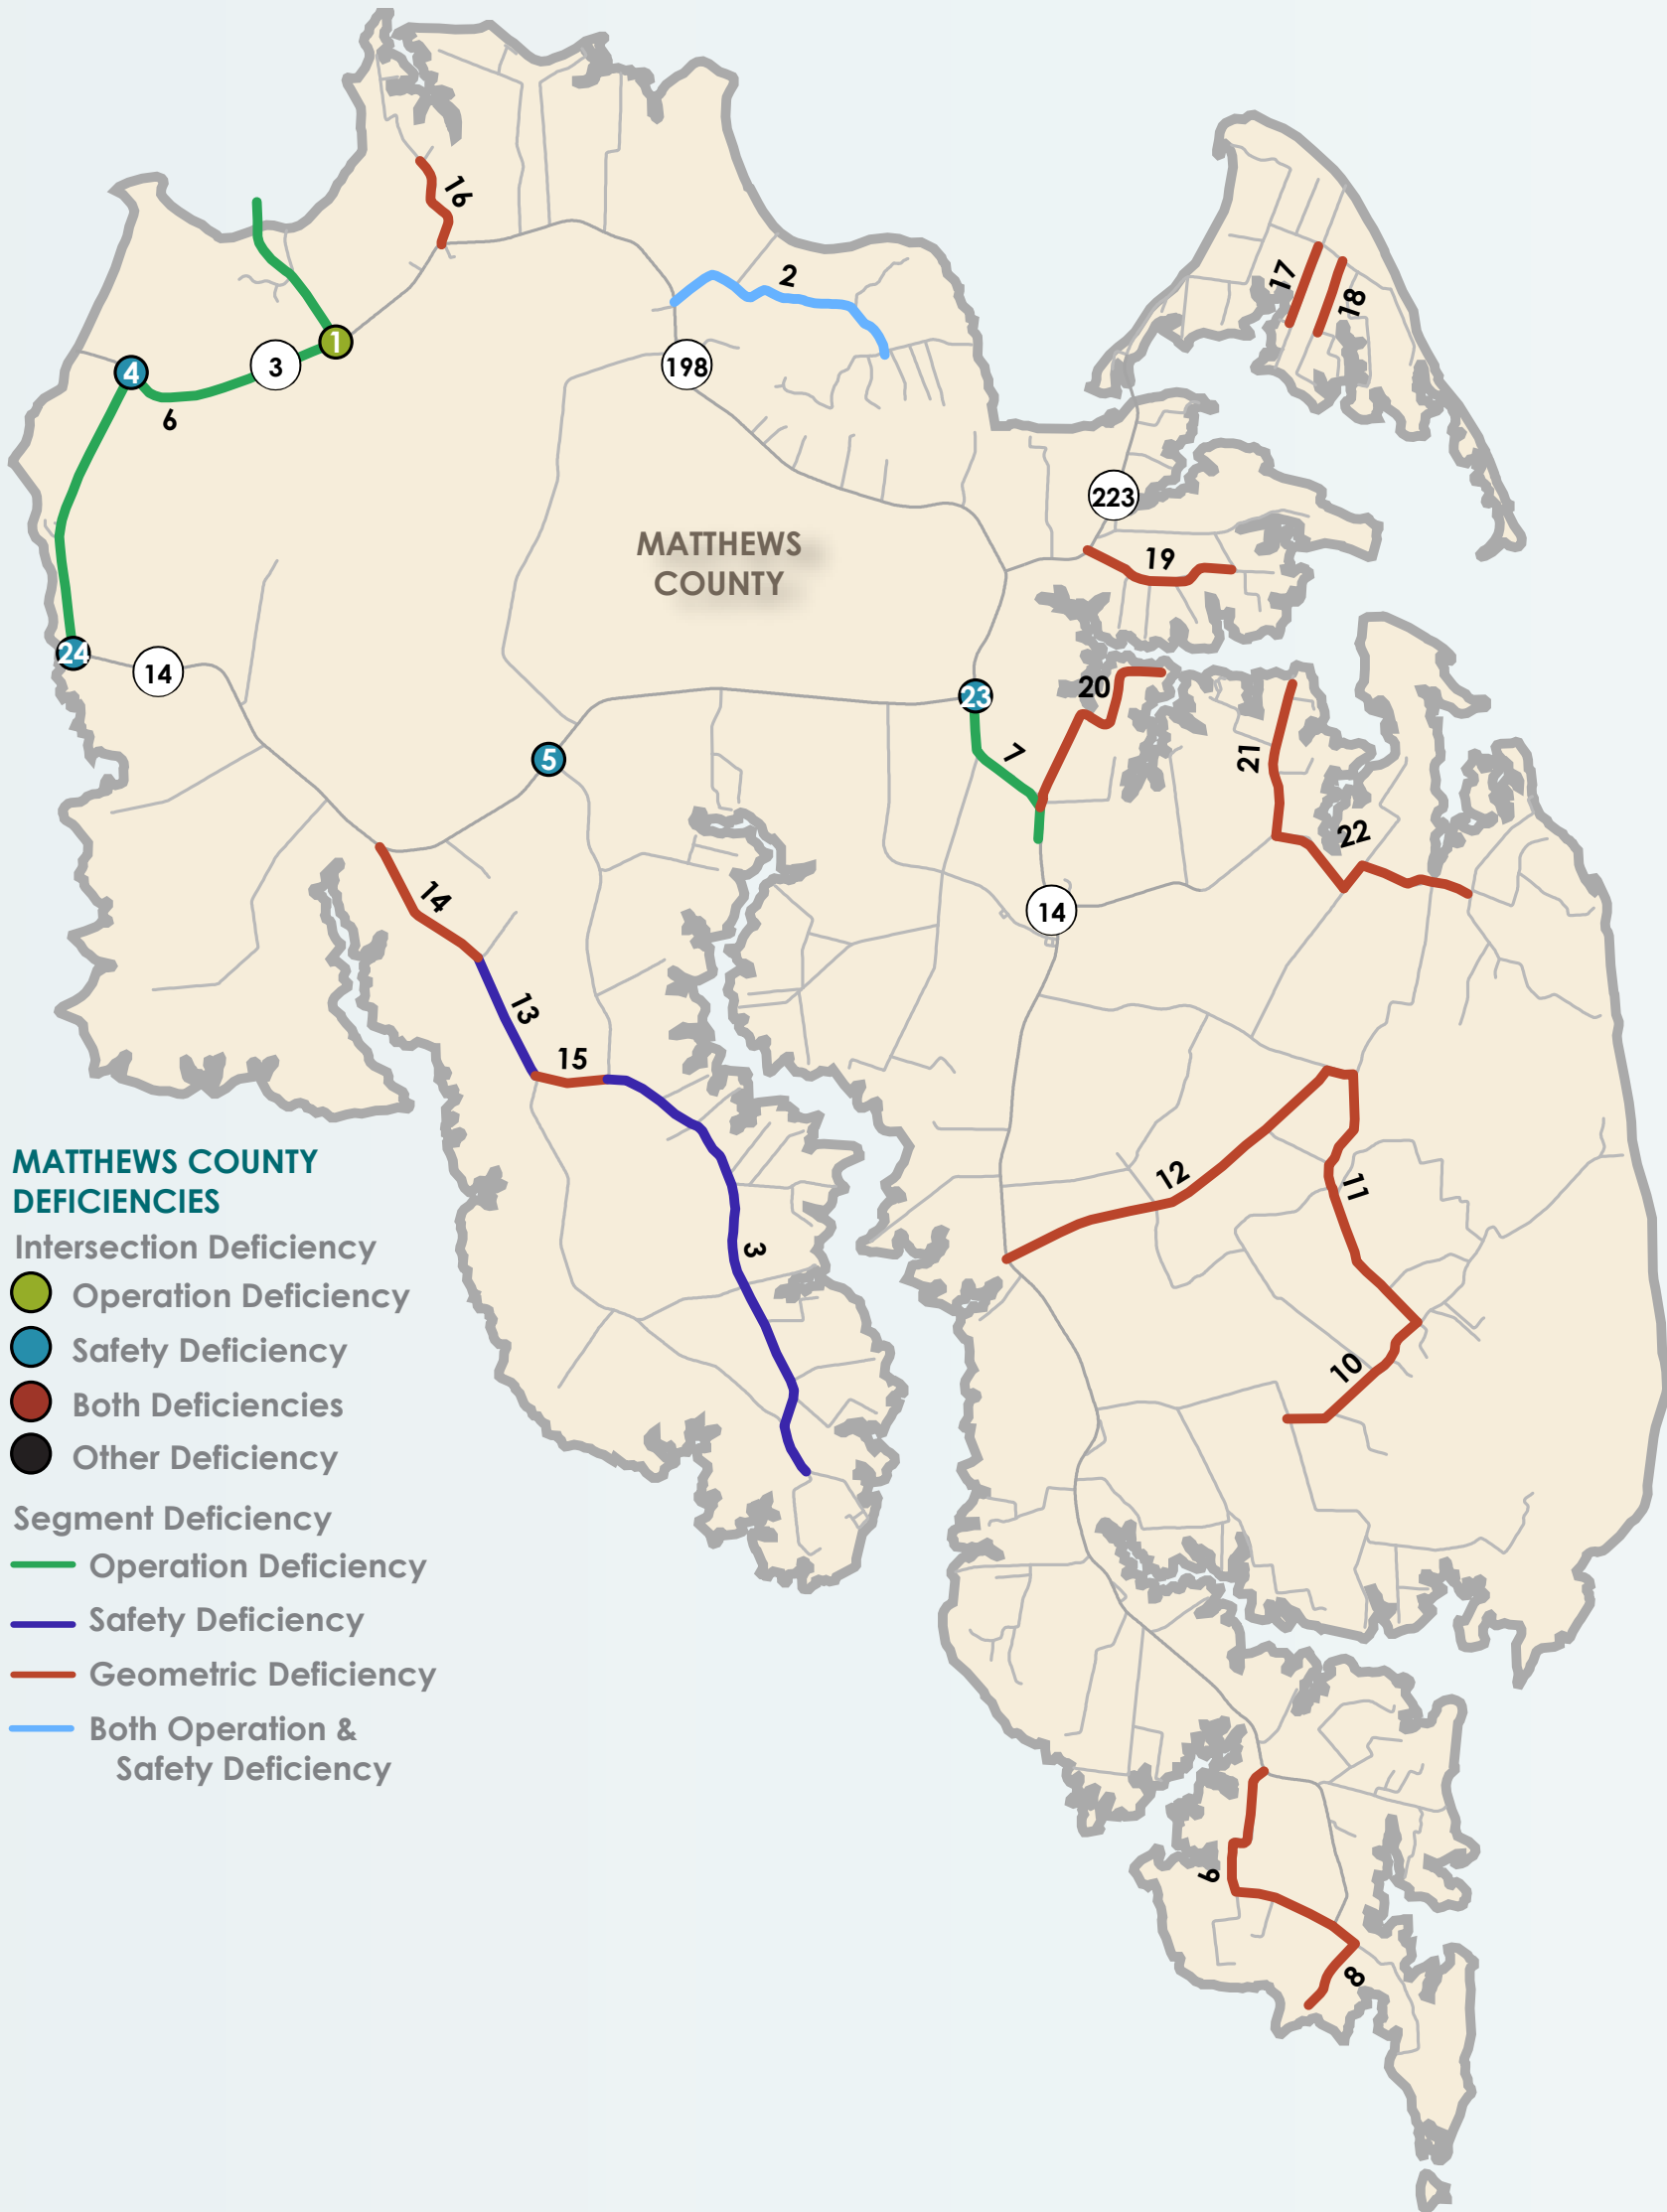 16
2
17
18
1
3
4
6
198
223
MATTHEWS
COUNTY
19
24
14
23
20
7
5
21
22
14
14
13
15
12
11
3
10
9
8
MATTHEWS COUNTY
DEFICIENCIES
Intersection Deficiency
Operation Deficiency
Safety Deficiency
Both Deficiencies
Other Deficiency
Segment Deficiency
Operation Deficiency
Safety Deficiency
Geometric Deficiency
Both Operation &
Safety Deficiency